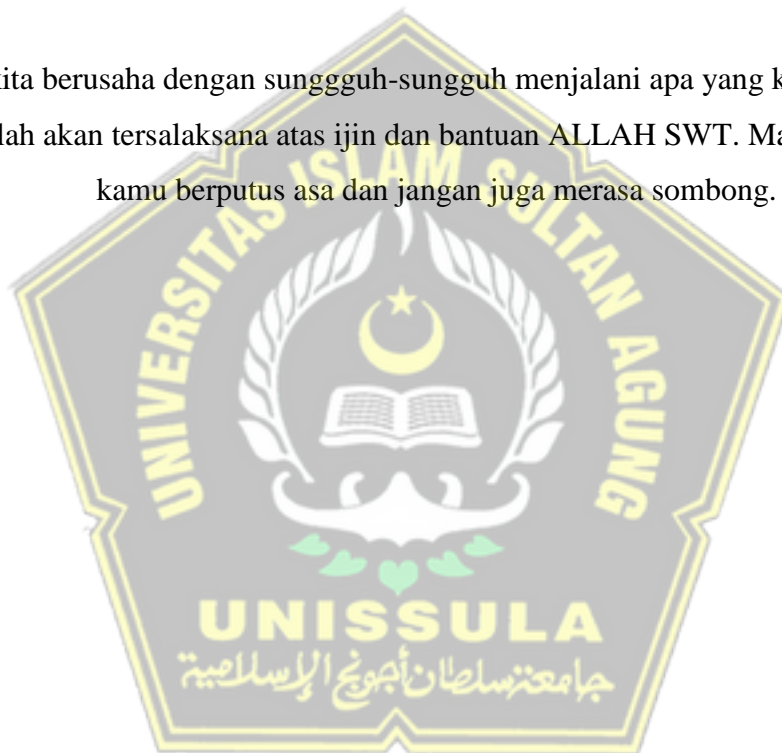 kita berusaha dengan sunggguh-sungguh menjalani apa yang k
lah akan tersalaksana atas ijin dan bantuan ALLAH SWT. Ma
kamu berputus asa dan jangan juga merasa sombong.
UNIVERSITAS ISLAM SULTAN AGUNG
UNISSULA
جامعة سلطان أجونج الإسلامية